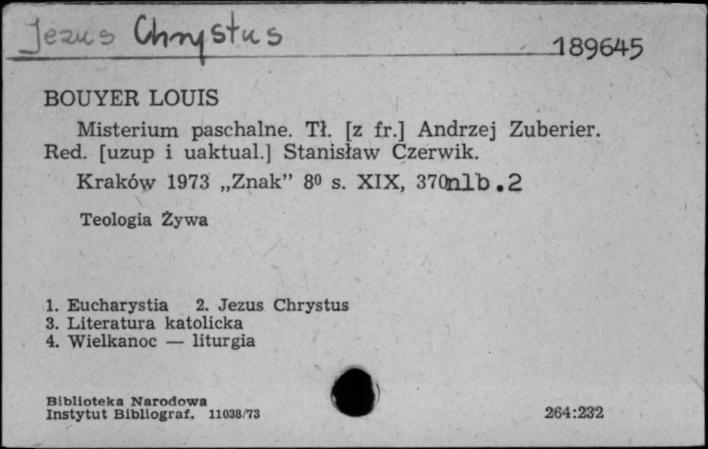 Jezus Chrystus
189645
BOUYER LOUIS
Misterium paschalne. Tł. [z fr.] Andrzej Zuberier.
Red. [uzup i uaktual.] Stanisław Czerwik.
Kraków 1973 „Znak” 8⁰ s. XIX, 370nlb.2
Teologia Żywa
1. Eucharystia 2. Jezus Chrystus
3. Literatura katolicka
4. Wielkanoc — liturgia
Biblioteka Narodowa
Instytut Bibliograf. 11038/73
264:232